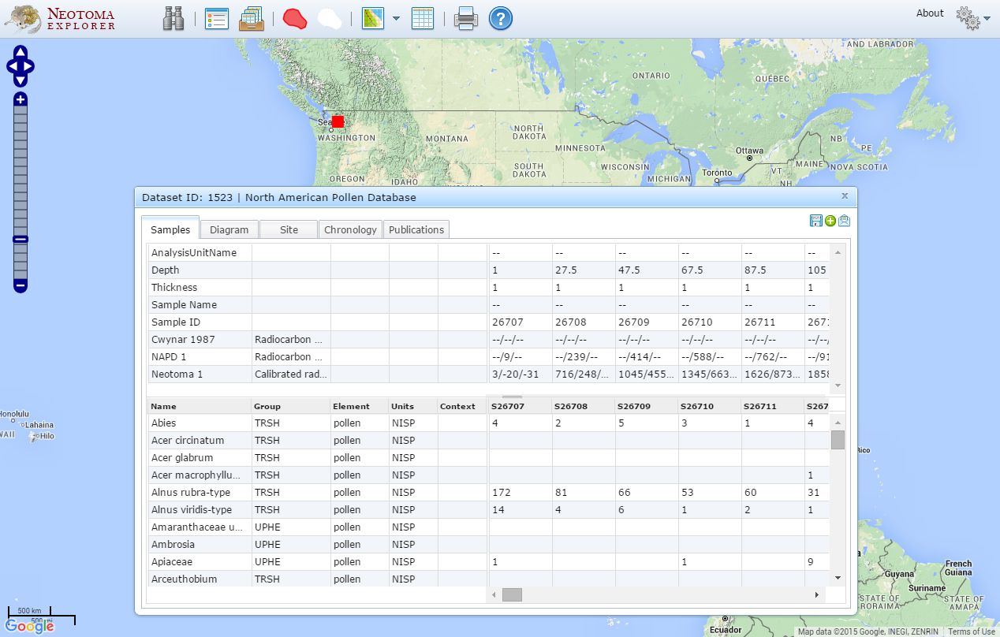 NEOTOMA
EXPLORER
About
AND LABRADOR
ONTARIO
QUÉBEC
WASHINGTON
MONTANA
NORTH
DAKOTA
MINNESOTA
Ottawa
NB
PE
MAINE
NOVA SCOTIA
OREGON
IDAHO
SOUTH
DAKOTA
WISCONSIN
MICHIGAN
Toronto
VT
NH
Dataset ID: 1523 | North American Pollen Database x
Samples Diagram Site Chronology Publications
AnalysisUnitName -- -- -- -- -- --
Depth 1 27.5 47.5 67.5 87.5 105
Thickness 1 1 1 1 1 1
Sample Name -- -- -- -- -- --
Sample ID 26707 26708 26709 26710 26711 2671
Cwynar 1987 Radiocarbon ... --/--/-- --/--/-- --/--/-- --/--/-- --/--/-- --/--/
NAPD 1 Radiocarbon ... --/9/-- --/239/-- --/414/-- --/588/-- --/762/-- --/91
Neotoma 1 Calibrated rad... 3/-20/-31 716/248/... 1045/455... 1345/663... 1626/873... 1858
Name Group Element Units Context S26707 S26708 S26709 S26710 S26711 S267
Abies TRSH pollen NISP 4 2 5 3 1 4
Acer circinatum TRSH pollen NISP
Acer glabrum TRSH pollen NISP
Acer macrophyllu... TRSH pollen NISP 1
Alnus rubra-type TRSH pollen NISP 172 81 66 53 60 31
Alnus viridis-type TRSH pollen NISP 14 4 6 1 2 1
Amaranthaceae u... UPHE pollen NISP
Ambrosia UPHE pollen NISP
Apiaceae UPHE pollen NISP 1 1 9
Arceuthobium TRSH pollen NISP
Lahaina
Hilo
Rico
Guyana
French
Guiana
Suriname
STATE OF
RORAIMA
STATE OF
AMAPÁ
Ecuador
500 km
Google
Map data ©2015 Google, INEGI, ZENRIN Terms of Use